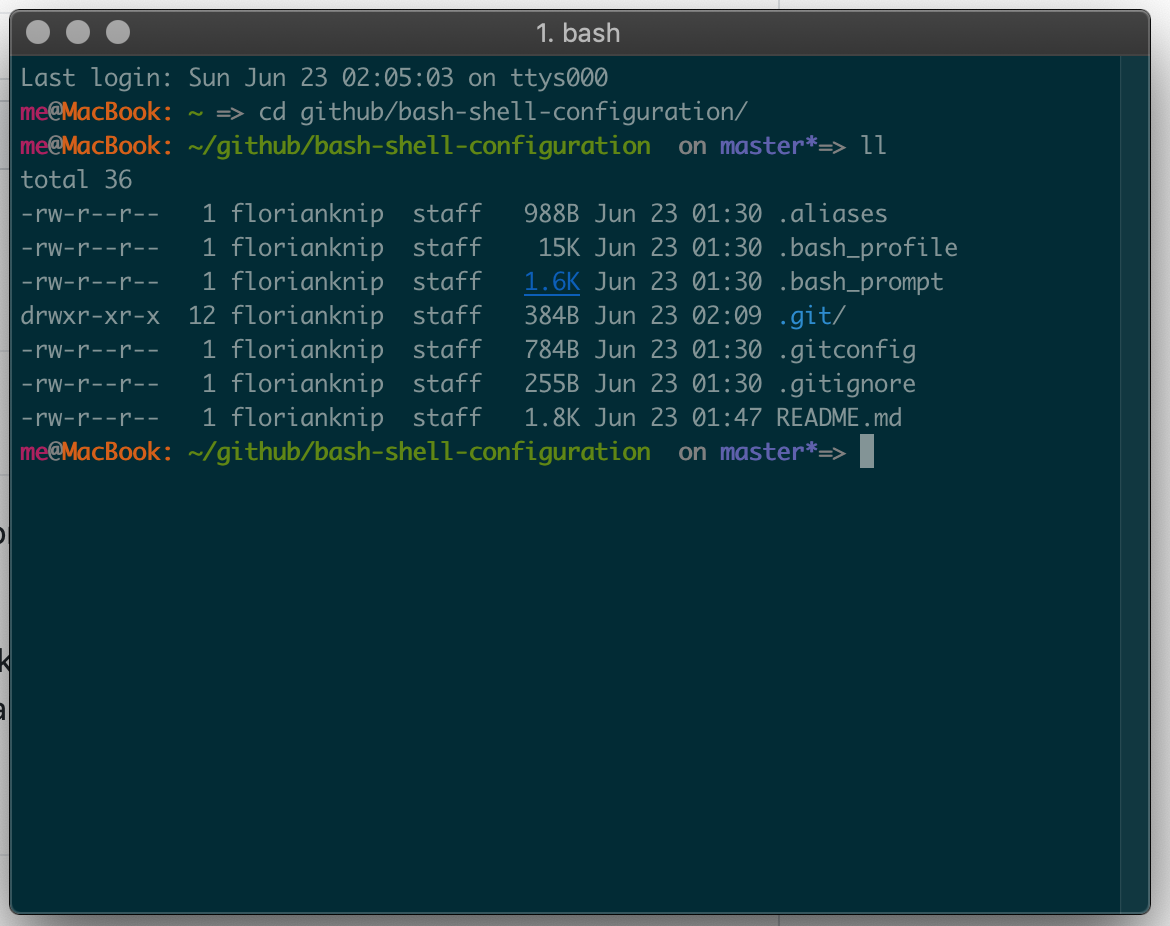 1. bash
Last login: Sun Jun 23 02:05:03 on ttys000
me@MacBook: ~ => cd github/bash-shell-configuration/
me@MacBook: ~/github/bash-shell-configuration  on master*=> ll
total 36
-rw-r--r--   1 florianknip  staff   988B Jun 23 01:30 .aliases
-rw-r--r--   1 florianknip  staff    15K Jun 23 01:30 .bash_profile
-rw-r--r--   1 florianknip  staff   1.6K Jun 23 01:30 .bash_prompt
drwxr-xr-x  12 florianknip  staff   384B Jun 23 02:09 .git/
-rw-r--r--   1 florianknip  staff   784B Jun 23 01:30 .gitconfig
-rw-r--r--   1 florianknip  staff   255B Jun 23 01:30 .gitignore
-rw-r--r--   1 florianknip  staff   1.8K Jun 23 01:47 README.md
me@MacBook: ~/github/bash-shell-configuration  on master*=>